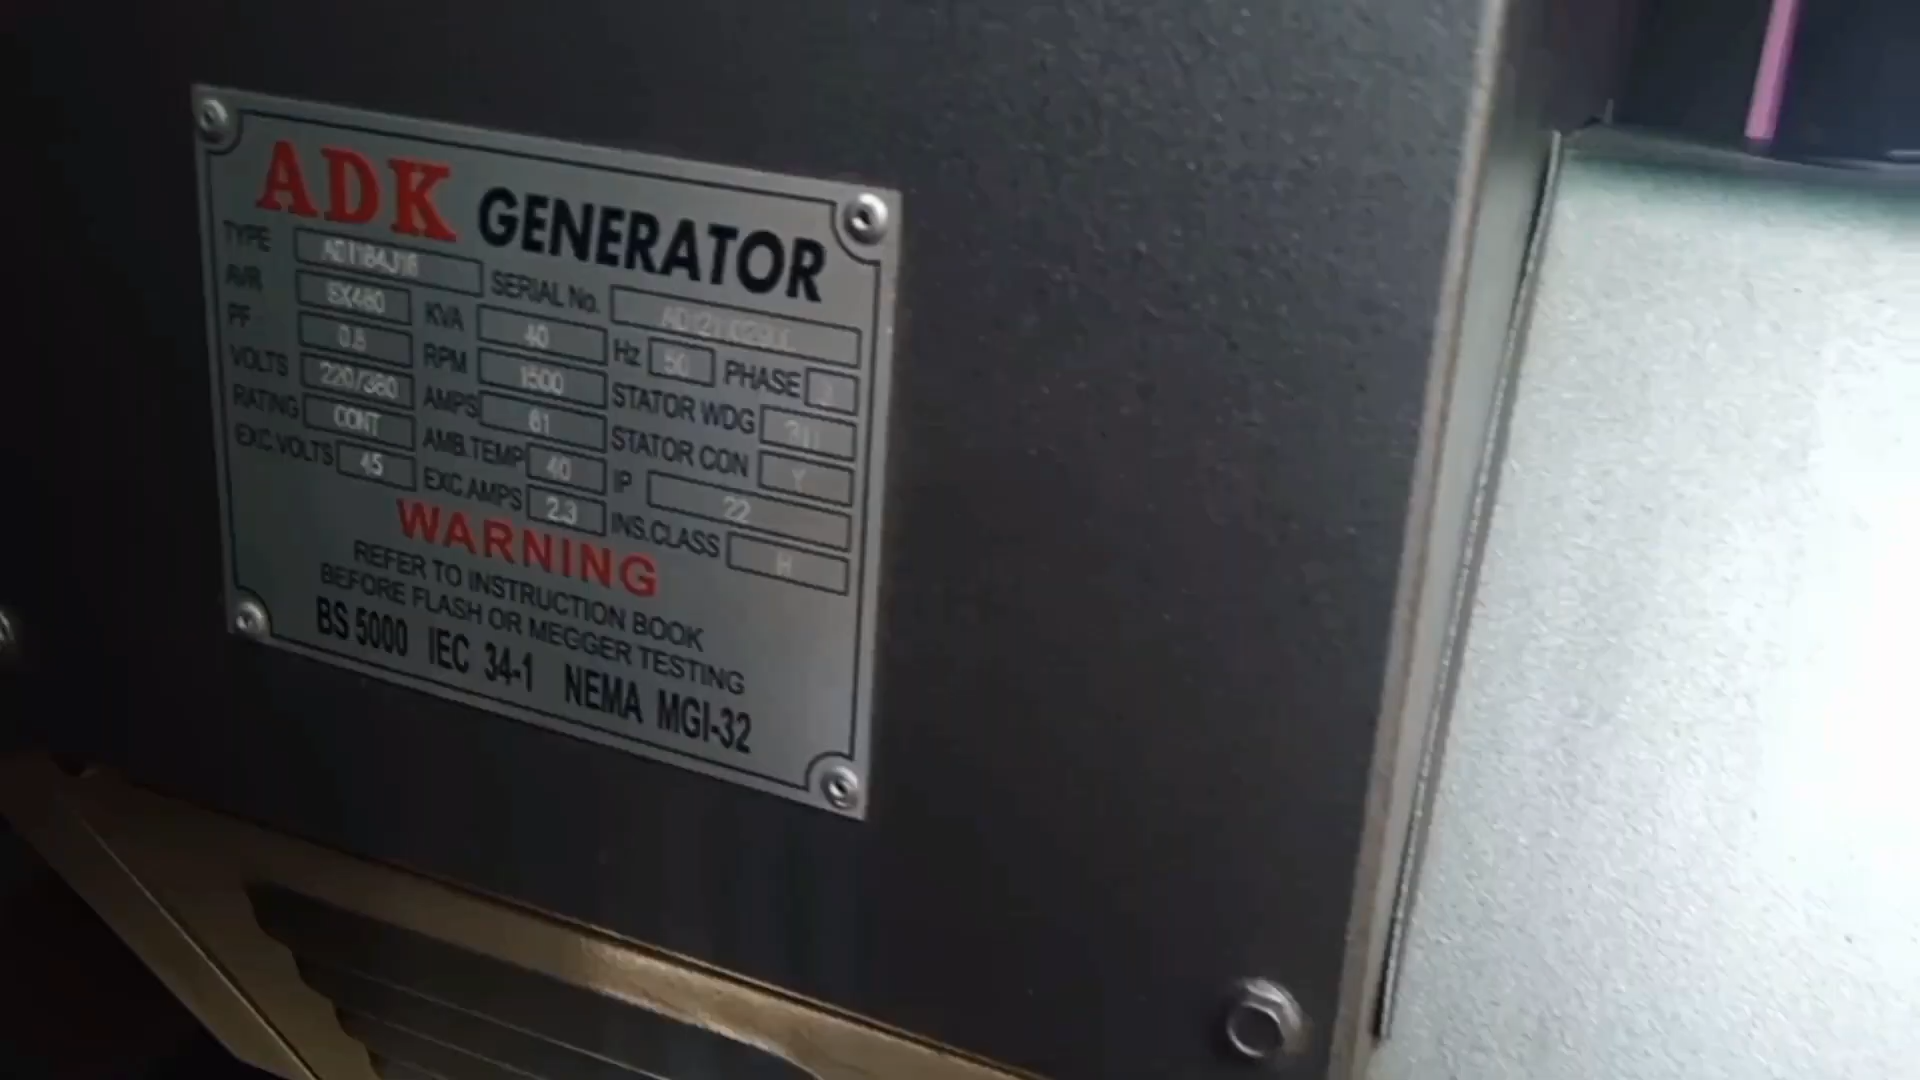 ADK GENERATOR
TYPE SERIAL No.
AVR SX460 KVA 40 Hz 50 PHASE 3
PF 0.8 RPM 1500 STATOR WDG 311
VOLTS 220/380 AMPS 61 STATOR CON Y
RATING CONT AMB.TEMP 40 IP 22
EXC.VOLTS 45 EXC.AMPS 2.3 INS.CLASS H
WARNING
REFER TO INSTRUCTION BOOK
BEFORE FLASH OR MEGGER TESTING
BS 5000 IEC 34-1 NEMA MGI-32